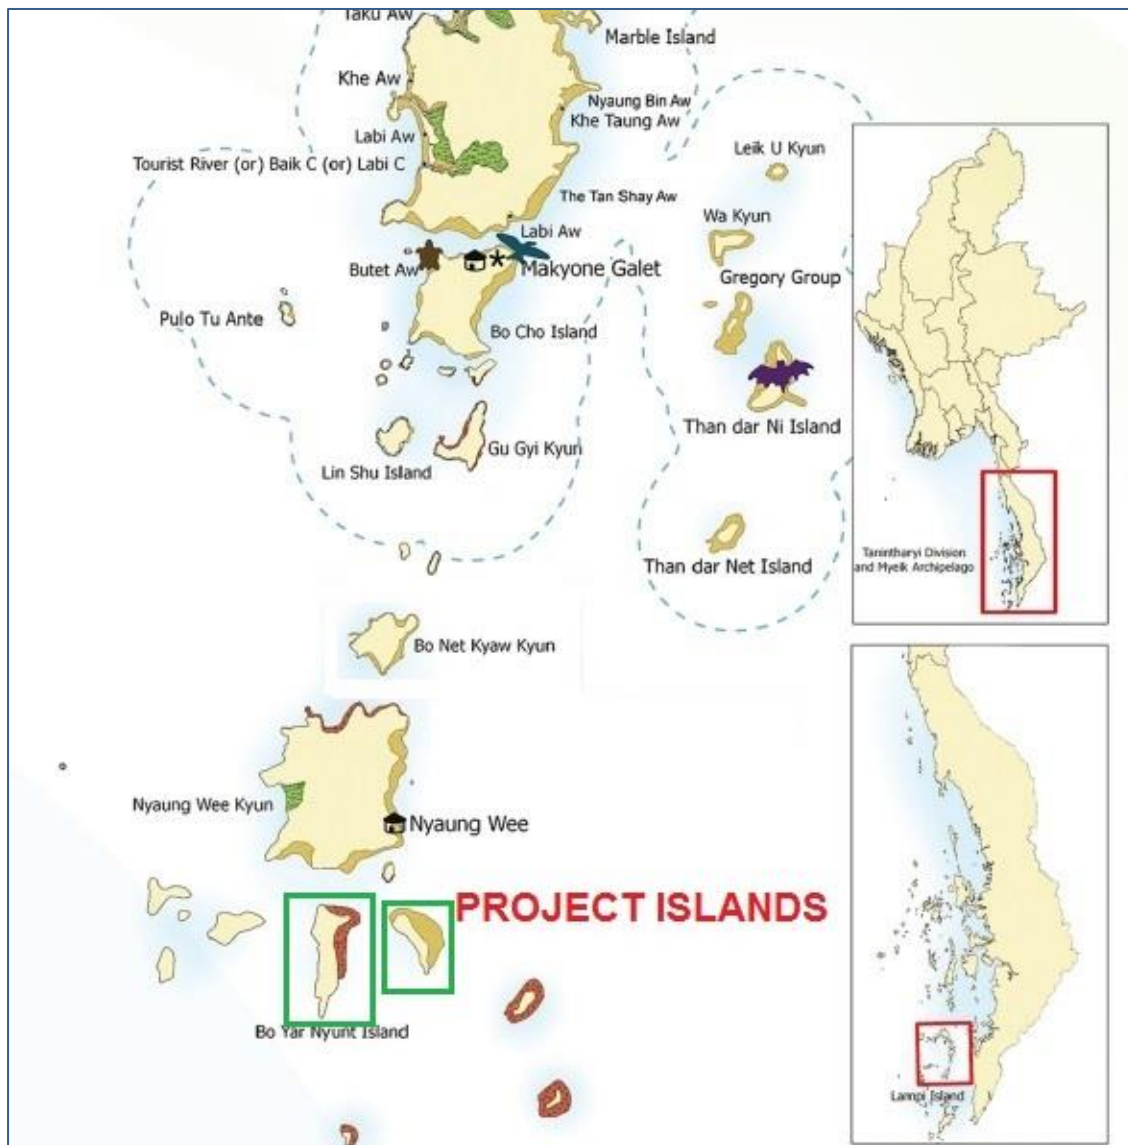 Taku Aw
Marble Island
Khe Aw
Nyaung Bin Aw
Khe Taung Aw
Labi Aw
Leik U Kyun
Tourist River (or) Baik C (or) Labi C
The Tan Shay Aw
Wa Kyun
Labi Aw
Butet Aw
Makyone Galet
Gregory Group
Pulo Tu Ante
Bo Cho Island
Than dar Ni Island
Gu Gyi Kyun
Lin Shu Island
Than dar Net Island
Tanintharyi Division
and Myeik Archipelago
Bo Net Kyaw Kyun
Nyaung Wee Kyun
Nyaung Wee
PROJECT ISLANDS
Bo Yar Nyunt Island
Lampi Island